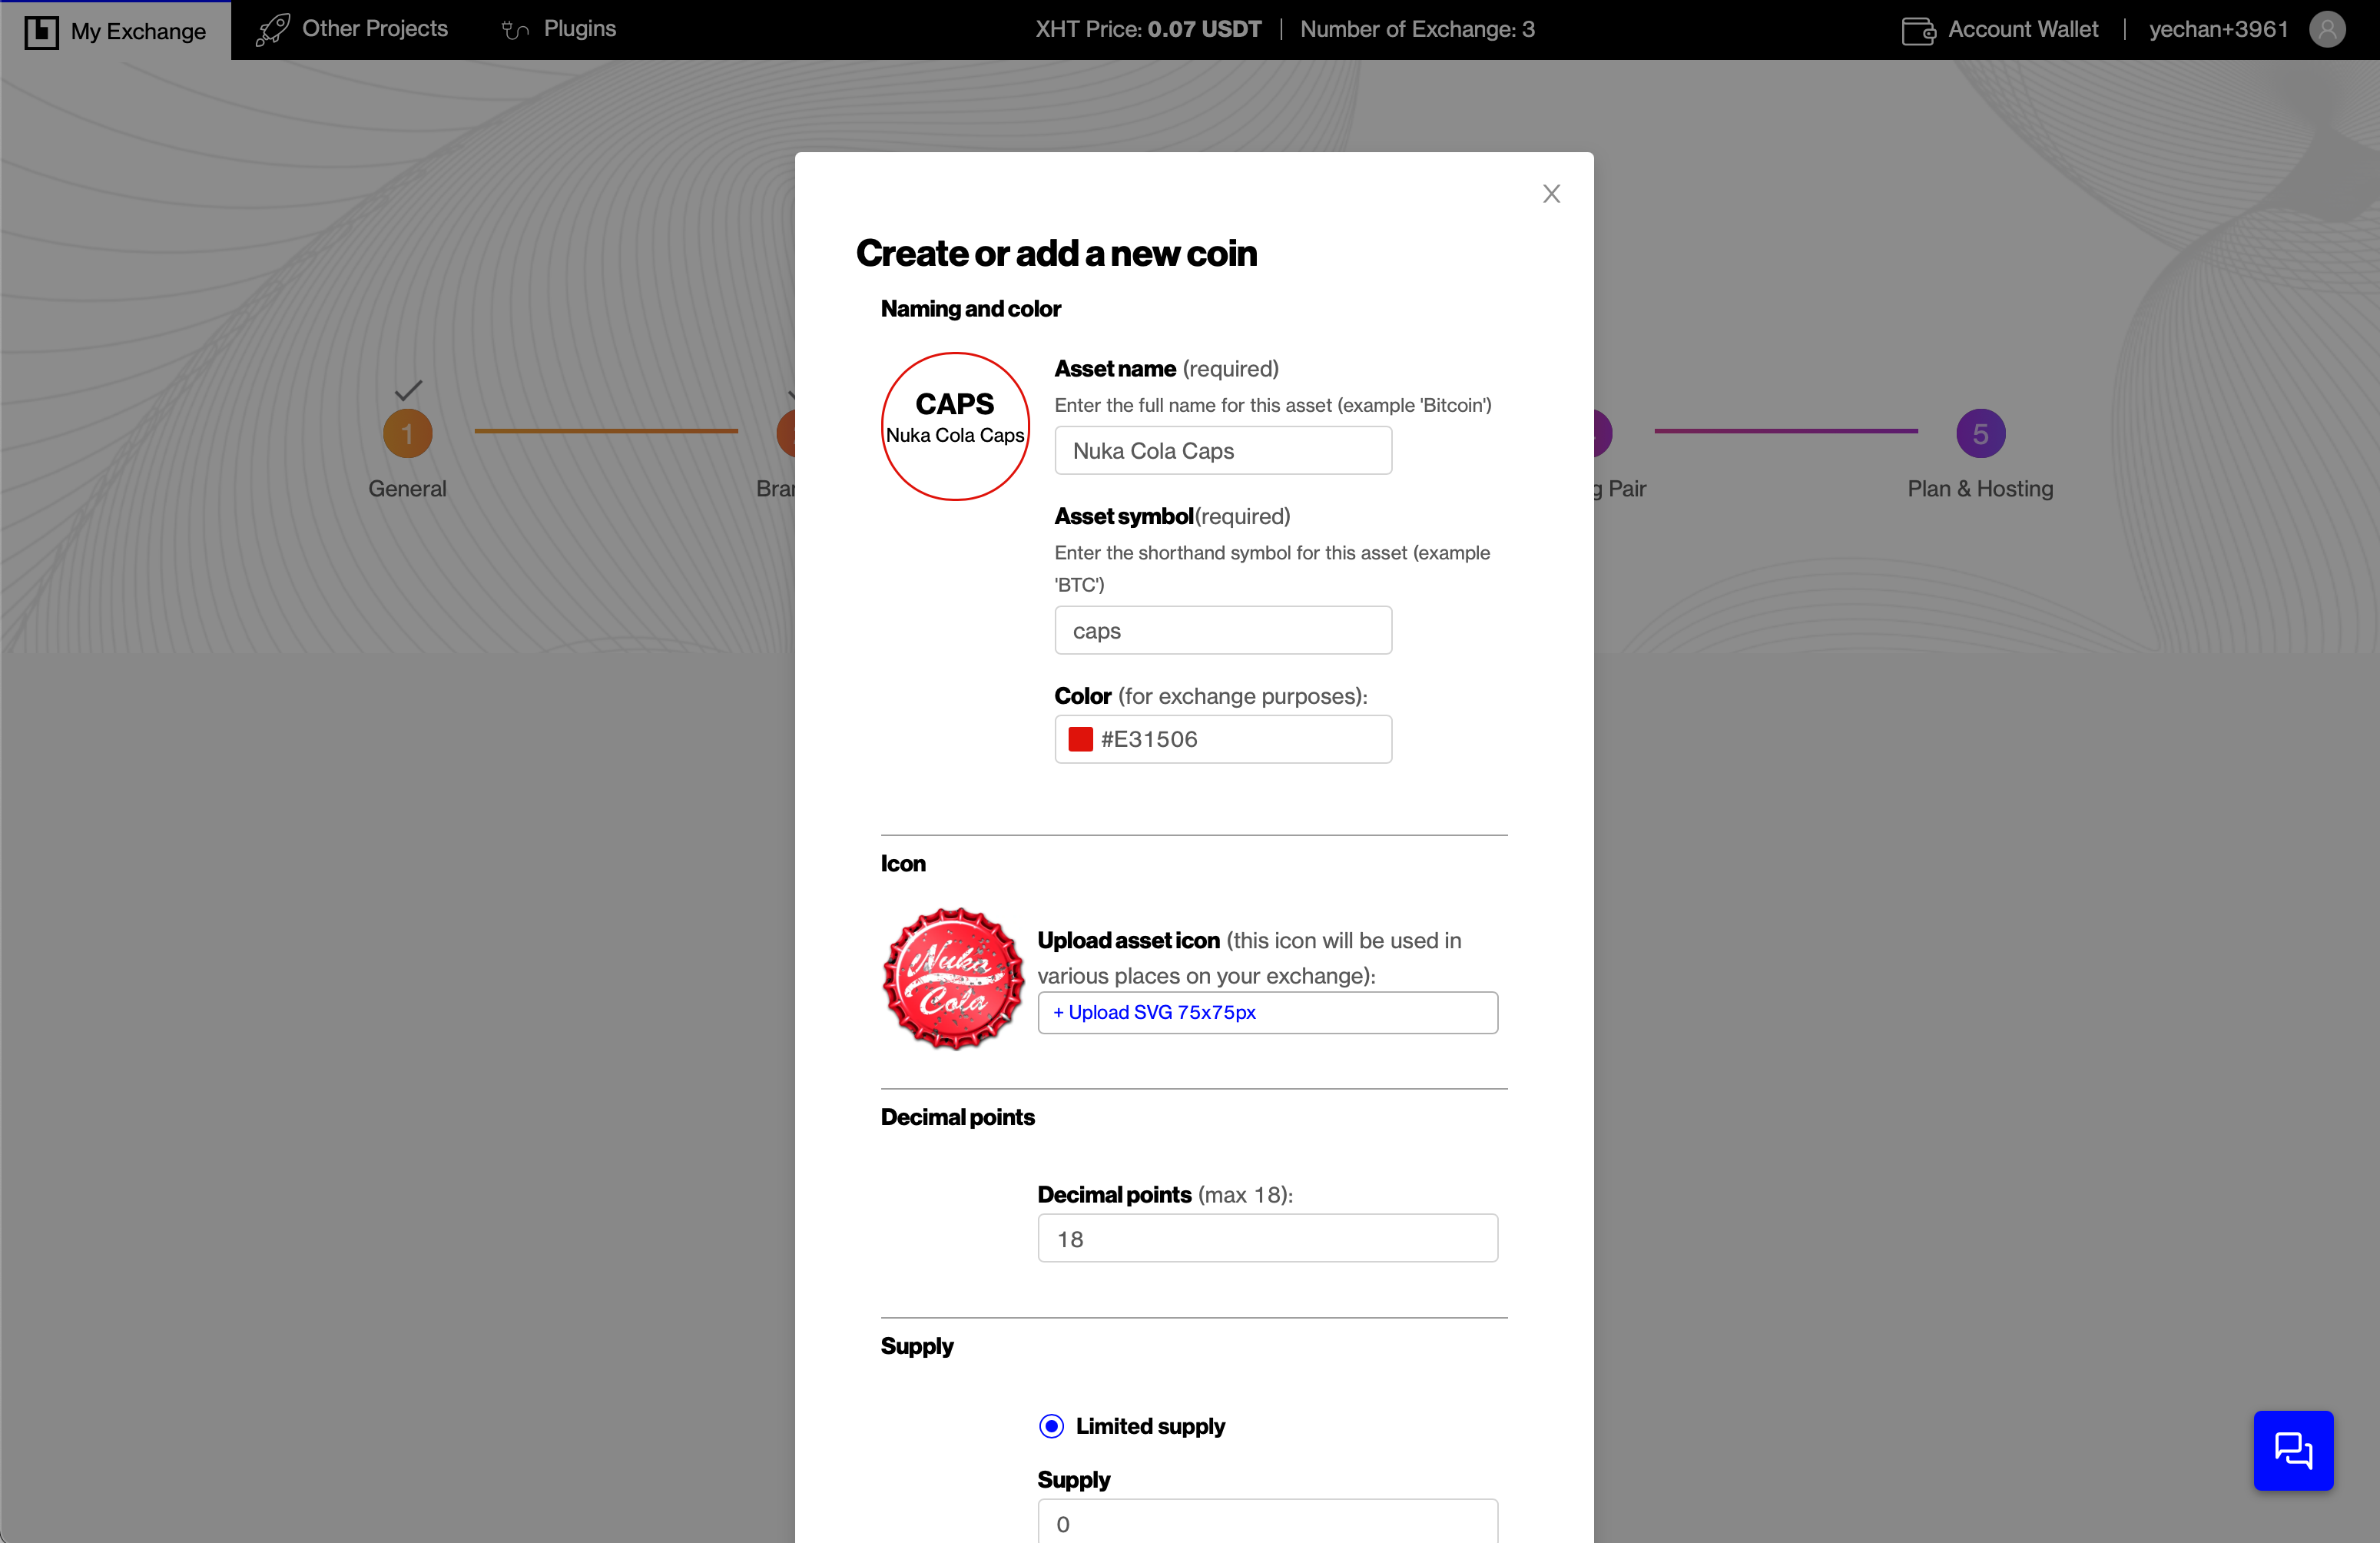 My Exchange
Other Projects
Plugins
XHT Price: 0.07 USDT
Number of Exchange: 3
Account Wallet
yechan+3961
Create or add a new coin
Naming and color
CAPS
Nuka Cola Caps
Asset name (required)
Enter the full name for this asset (example 'Bitcoin')
Nuka Cola Caps
Asset symbol(required)
Enter the shorthand symbol for this asset (example
'BTC')
caps
Color (for exchange purposes):
#E31506
1
General
g Pair
5
Plan & Hosting
Icon
Nuka
Cola
Upload asset icon (this icon will be used in
various places on your exchange):
+ Upload SVG 75x75px
Decimal points
Decimal points (max 18):
18
Supply
Limited supply
Supply
0